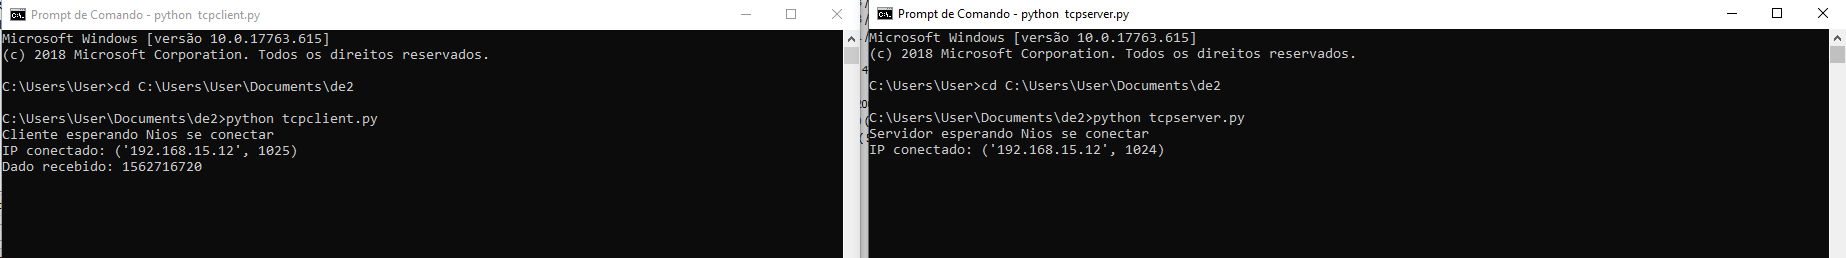 Prompt de Comando - python  tcpclient.py
Microsoft Windows [versão 10.0.17763.615]
(c) 2018 Microsoft Corporation. Todos os direitos reservados.
C:\Users\User>cd C:\Users\User\Documents\de2
C:\Users\User\Documents\de2>python tcpclient.py
Cliente esperando Nios se conectar
IP conectado: ('192.168.15.12', 1025)
Dado recebido: 1562716720
Prompt de Comando - python  tcpserver.py
Microsoft Windows [versão 10.0.17763.615]
(c) 2018 Microsoft Corporation. Todos os direitos reservados.
C:\Users\User>cd C:\Users\User\Documents\de2
C:\Users\User\Documents\de2>python tcpserver.py
Servidor esperando Nios se conectar
IP conectado: ('192.168.15.12', 1024)